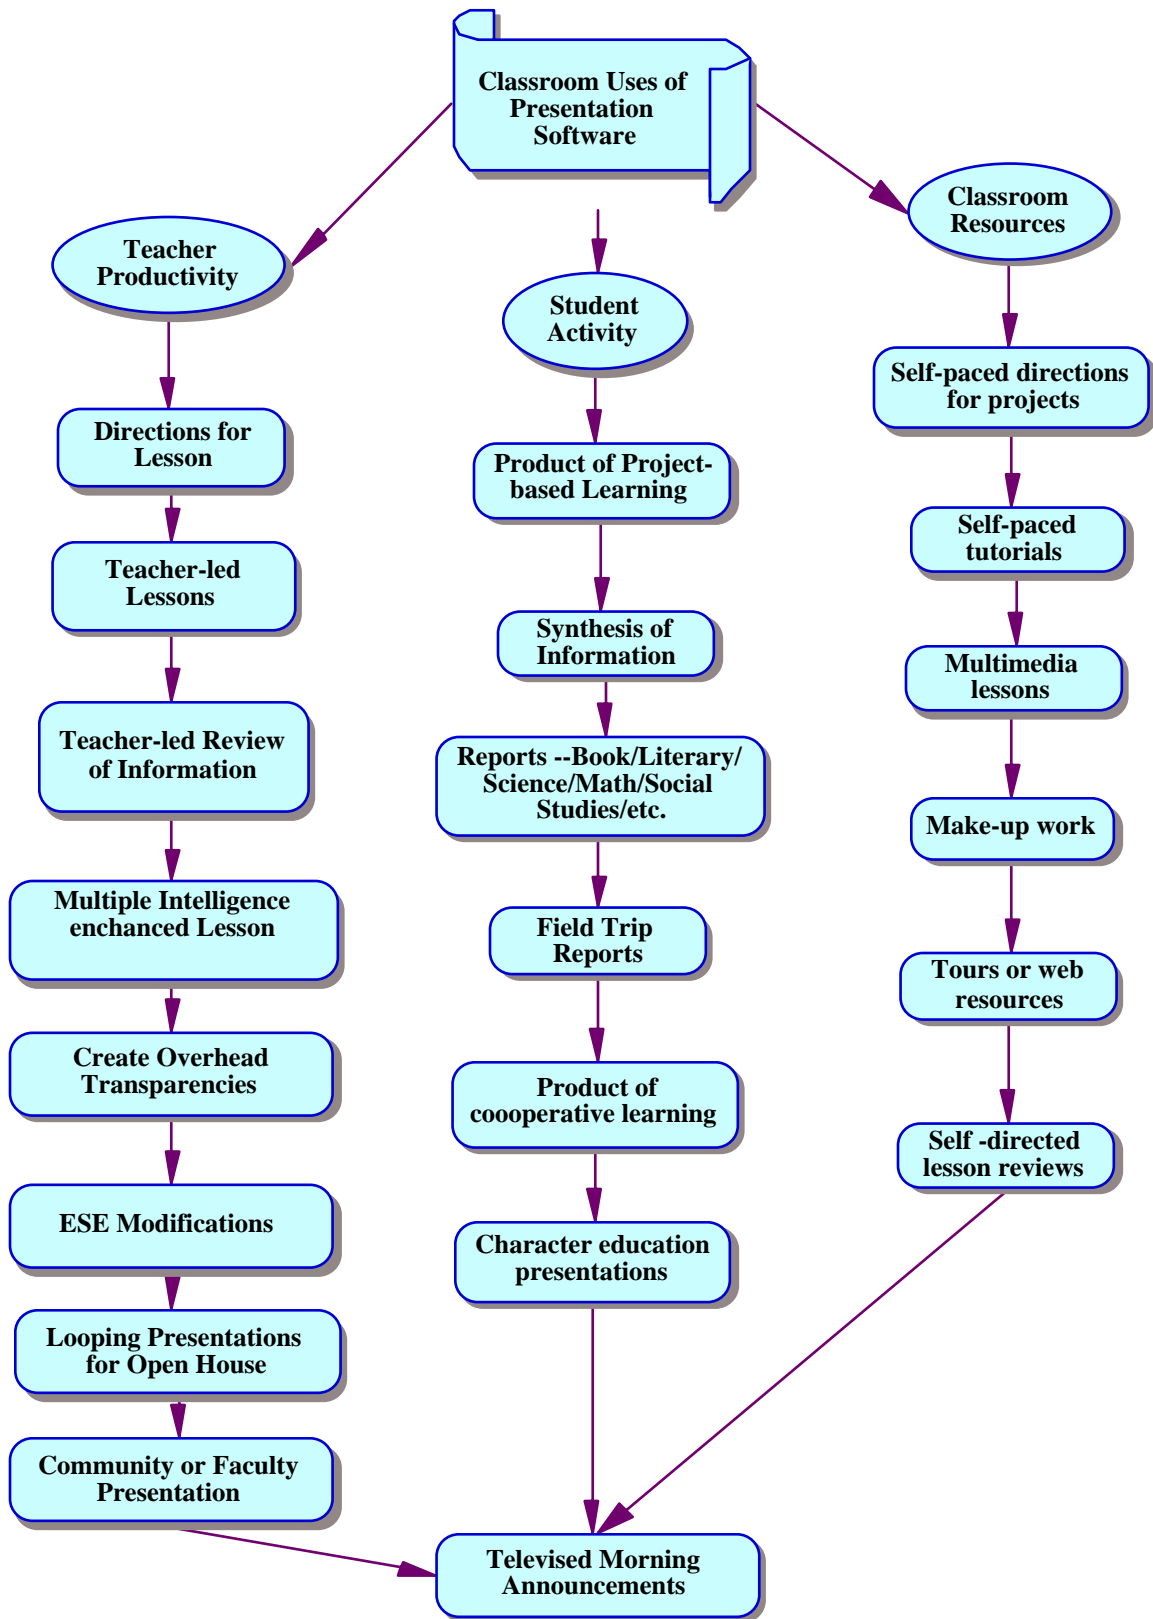 Classroom Uses of
Presentation
Software
Teacher
Productivity
Directions for
Lesson
Teacher-led
Lessons
Teacher-led Review
of Information
Multiple Intelligence
enchanced Lesson
Create Overhead
Transparencies
ESE Modifications
Looping Presentations
for Open House
Community or Faculty
Presentation
Student
Activity
Product of Project-
based Learning
Synthesis of
Information
Reports --Book/Literary/
Science/Math/Social
Studies/etc.
Field Trip
Reports
Product of
coooperative learning
Character education
presentations
Classroom
Resources
Self-paced directions
for projects
Self-paced
tutorials
Multimedia
lessons
Make-up work
Tours or web
resources
Self -directed
lesson reviews
Televised Morning
Announcements